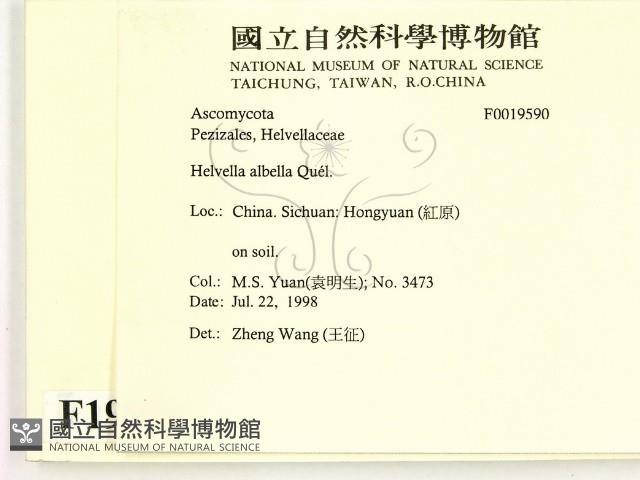 國立自然科學博物館
NATIONAL MUSEUM OF NATURAL SCIENCE
TAICHUNG, TAIWAN, R.O.CHINA
Ascomycota F0019590
Pezizales, Helvellaceae
Helvella albella Quél.
Loc.: China. Sichuan: Hongyuan (紅原)
on soil.
Col.: M.S. Yuan(袁明生); No. 3473
Date: Jul. 22, 1998
Det.: Zheng Wang (王征)
F19
國立自然科學博物館
NATIONAL MUSEUM OF NATURAL SCIENCE